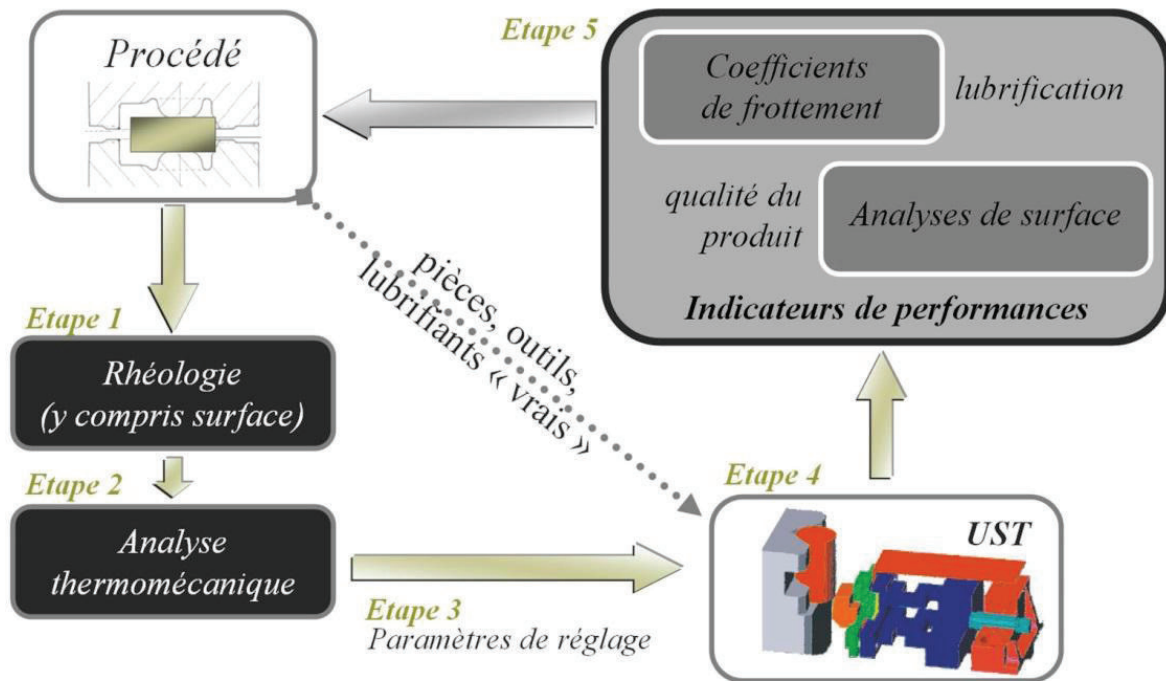 Procédé
Etape 1
Rhéologie
(y compris surface)
Etape 2
Analyse
thermomécanique
Etape 3
Paramètres de réglage
pièces, outils,
lubrifiants « vrais »
Etape 4
UST
Etape 5
Coefficients
de frottement
lubrification
qualité du
produit
Analyses de surface
Indicateurs de performances